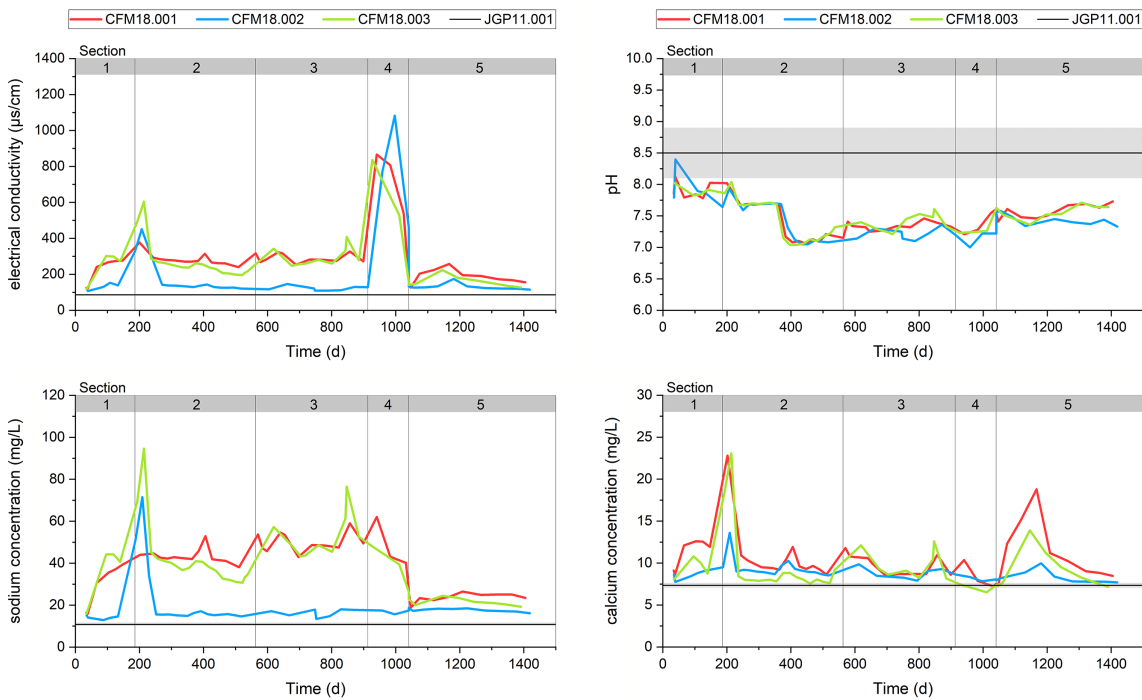 CFM18.001 CFM18.002 CFM18.003 JGP11.001
Section
1 2 3 4 5
electrical conductivity (µs/cm)
1400
1200
1000
800
600
400
200
0
0 200 400 600 800 1000 1200 1400
Time (d)
CFM18.001 CFM18.002 CFM18.003 JGP11.001
Section
1 2 3 4 5
pH
10.0
9.5
9.0
8.5
8.0
7.5
7.0
6.5
6.0
0 200 400 600 800 1000 1200 1400
Time (d)
Section
1 2 3 4 5
sodium concentration (mg/L)
120
100
80
60
40
20
0
0 200 400 600 800 1000 1200 1400
Time (d)
Section
1 2 3 4 5
calcium concentration (mg/L)
30
25
20
15
10
5
0
0 200 400 600 800 1000 1200 1400
Time (d)